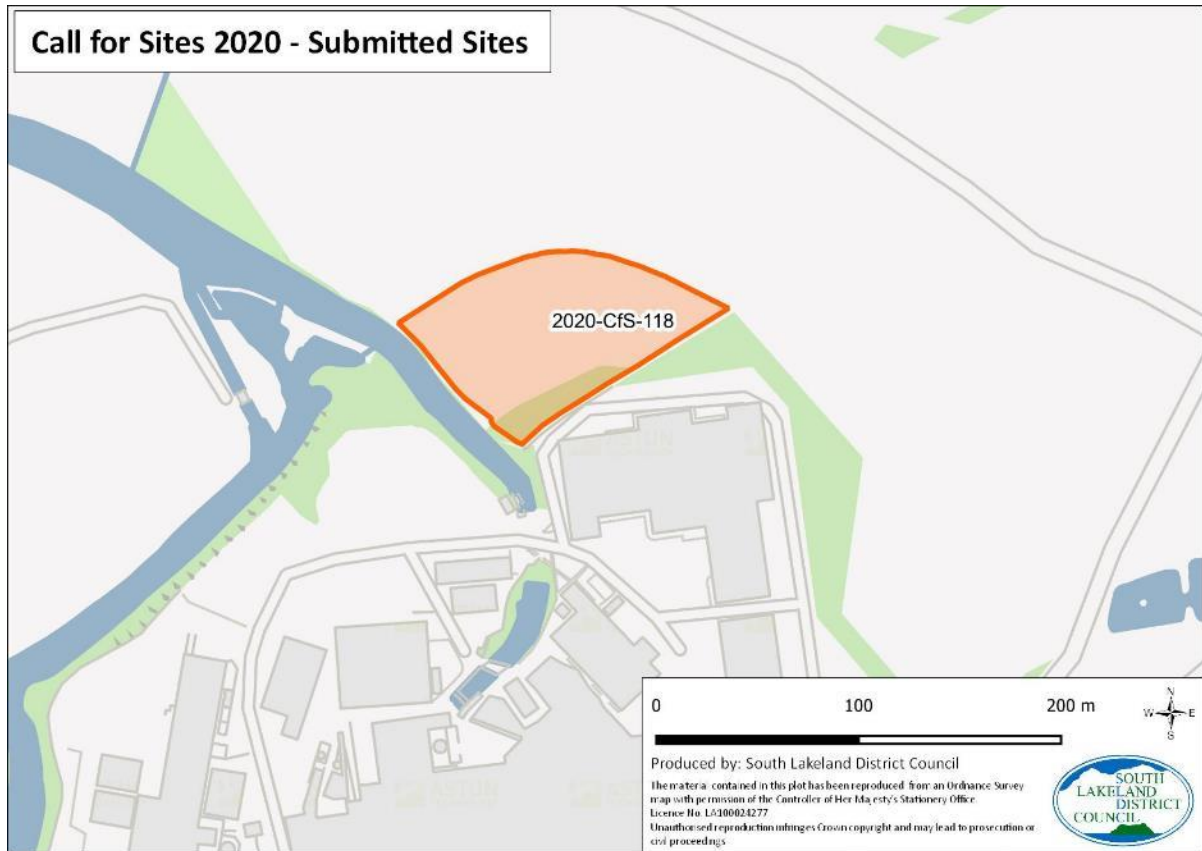 Call for Sites 2020 - Submitted Sites
2020-CfS-118
0 100 200 m
N
W E
S
Produced by: South Lakeland District Council
The material contained in this plot has been reproduced from an Ordnance Survey
map with permission of the Controller of Her Majesty's Stationery Office.
Licence No. LA100024277
Unauthorised reproduction infringes Crown copyright and may lead to prosecution or
civil proceedings
SOUTH
LAKELAND
DISTRICT
COUNCIL